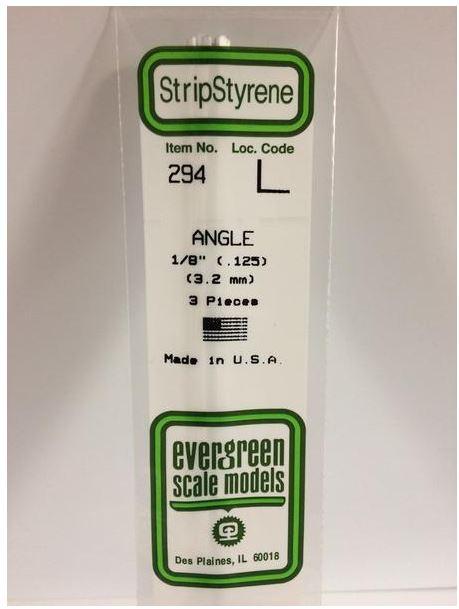 StripStyrene
Item No. Loc. Code
294 L
ANGLE
1/8" (.125)
(3.2 mm)
3 Pieces
Made in U.S.A.
evergreen
scale models
Des Plaines, IL 60018